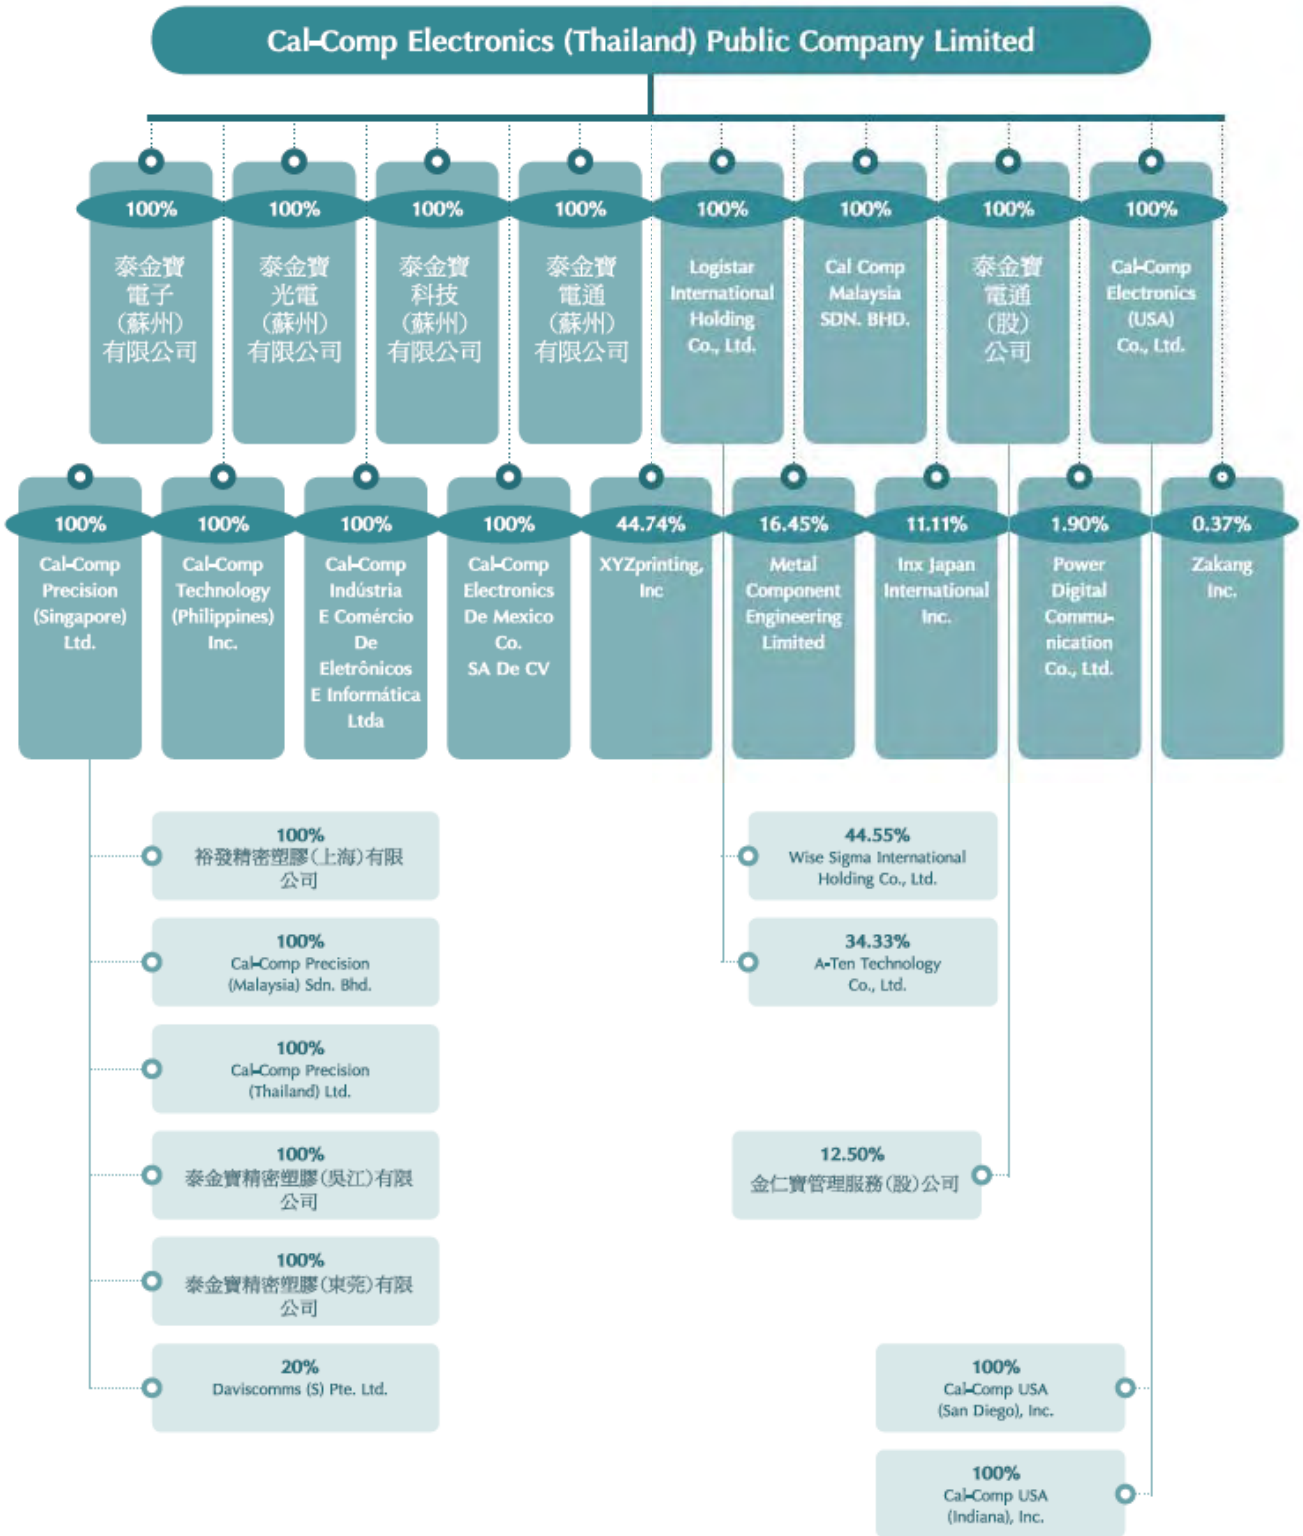 Cal-Comp Electronics (Thailand) Public Company Limited
100%
泰金寶
電子
(蘇州)
有限公司
100%
泰金寶
光電
(蘇州)
有限公司
100%
泰金寶
科技
(蘇州)
有限公司
100%
泰金寶
電通
(蘇州)
有限公司
100%
Logistar
International
Holding
Co., Ltd.
100%
Cal Comp
Malaysia
SDN. BHD.
100%
泰金寶
電通
(股)
公司
100%
Cal-Comp
Electronics
(USA)
Co., Ltd.
100%
Cal-Comp
Precision
(Singapore)
Ltd.
100%
Cal-Comp
Technology
(Philippines)
Inc.
100%
Cal-Comp
Indústria
E Comércio
De
Eletrônicos
E Informática
Ltda
100%
Cal-Comp
Electronics
De Mexico
Co.
SA De CV
44.74%
XYZprinting,
Inc
16.45%
Metal
Component
Engineering
Limited
11.11%
Inx Japan
International
Inc.
1.90%
Power
Digital
Commu-
nication
Co., Ltd.
0.37%
Zakang
Inc.
100%
裕發精密塑膠(上海)有限
公司
100%
Cal-Comp Precision
(Malaysia) Sdn. Bhd.
100%
Cal-Comp Precision
(Thailand) Ltd.
100%
泰金寶精密塑膠(吳江)有限
公司
100%
泰金寶精密塑膠(東莞)有限
公司
20%
Daviscomms (S) Pte. Ltd.
44.55%
Wise Sigma International
Holding Co., Ltd.
34.33%
A-Ten Technology
Co., Ltd.
12.50%
金仁寶管理服務(股)公司
100%
Cal-Comp USA
(San Diego), Inc.
100%
Cal-Comp USA
(Indiana), Inc.